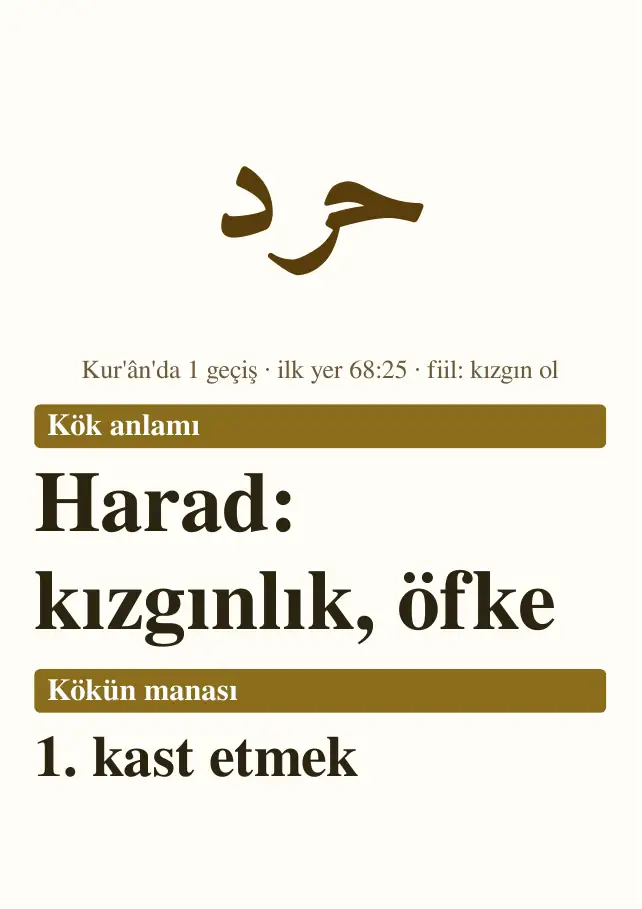 حرد
Kur'ân'da 1 geçiş · ilk yer 68:25 · fiil: kızgın ol
Kök anlamı
Harad:
kızgınlık, öfke
Kökün manası
1. kast etmek